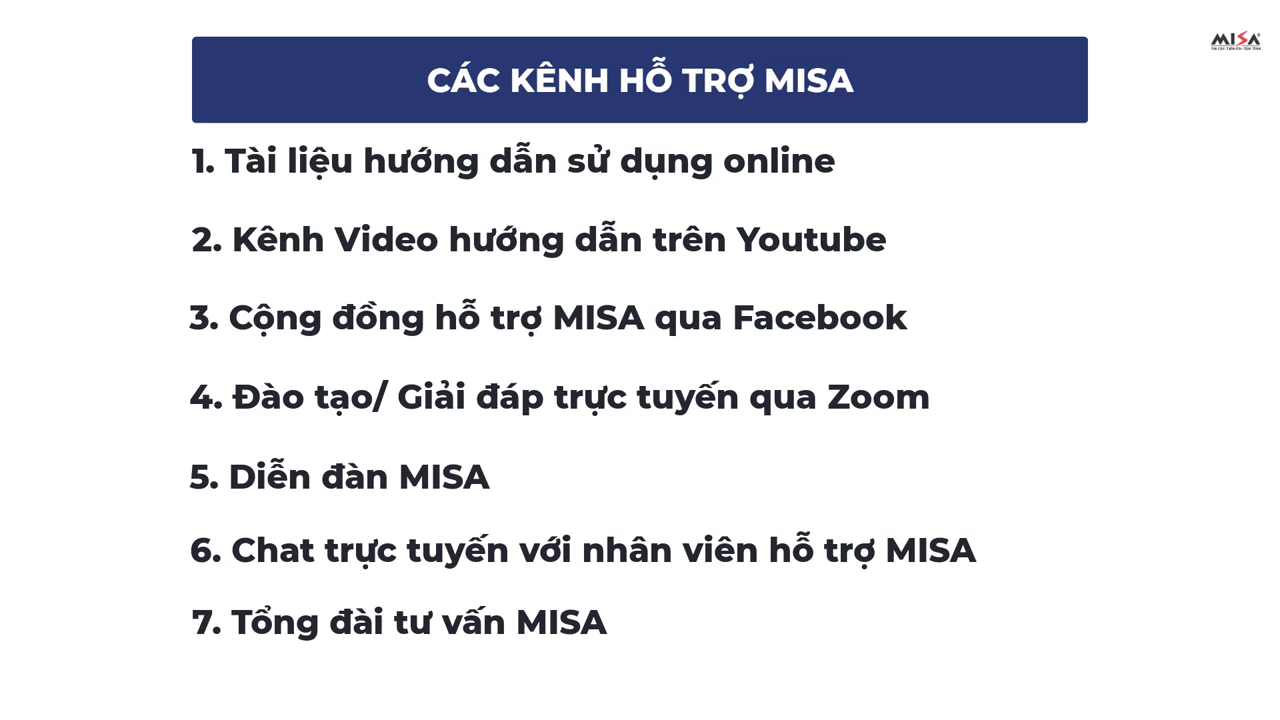 MISA®
CÁC KÊNH HỖ TRỢ MISA
1. Tài liệu hướng dẫn sử dụng online
2. Kênh Video hướng dẫn trên Youtube
3. Cộng đồng hỗ trợ MISA qua Facebook
4. Đào tạo/ Giải đáp trực tuyến qua Zoom
5. Diễn đàn MISA
6. Chat trực tuyến với nhân viên hỗ trợ MISA
7. Tổng đài tư vấn MISA